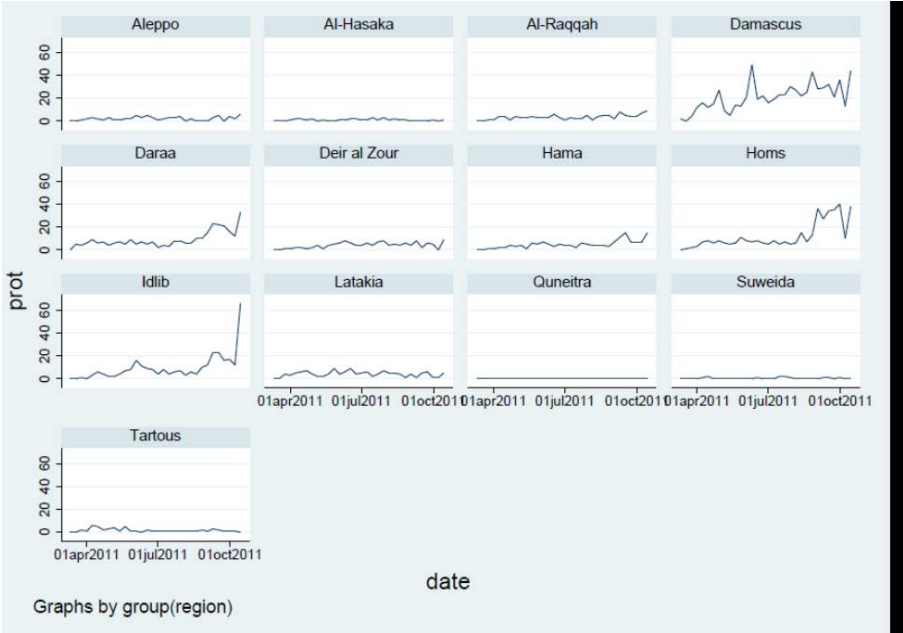 Aleppo Al-Hasaka Al-Raqqah Damascus
60
40
20
0
Daraa Deir al Zour Hama Homs
60
40
20
0
Idlib Latakia Quneitra Suweida
60
40
20
0
prot
01apr2011 01jul2011 01oct2011 01apr2011 01jul2011 01oct2011 01apr2011 01jul2011 01oct2011
Tartous
60
40
20
0
01apr2011 01jul2011 01oct2011
date
Graphs by group(region)